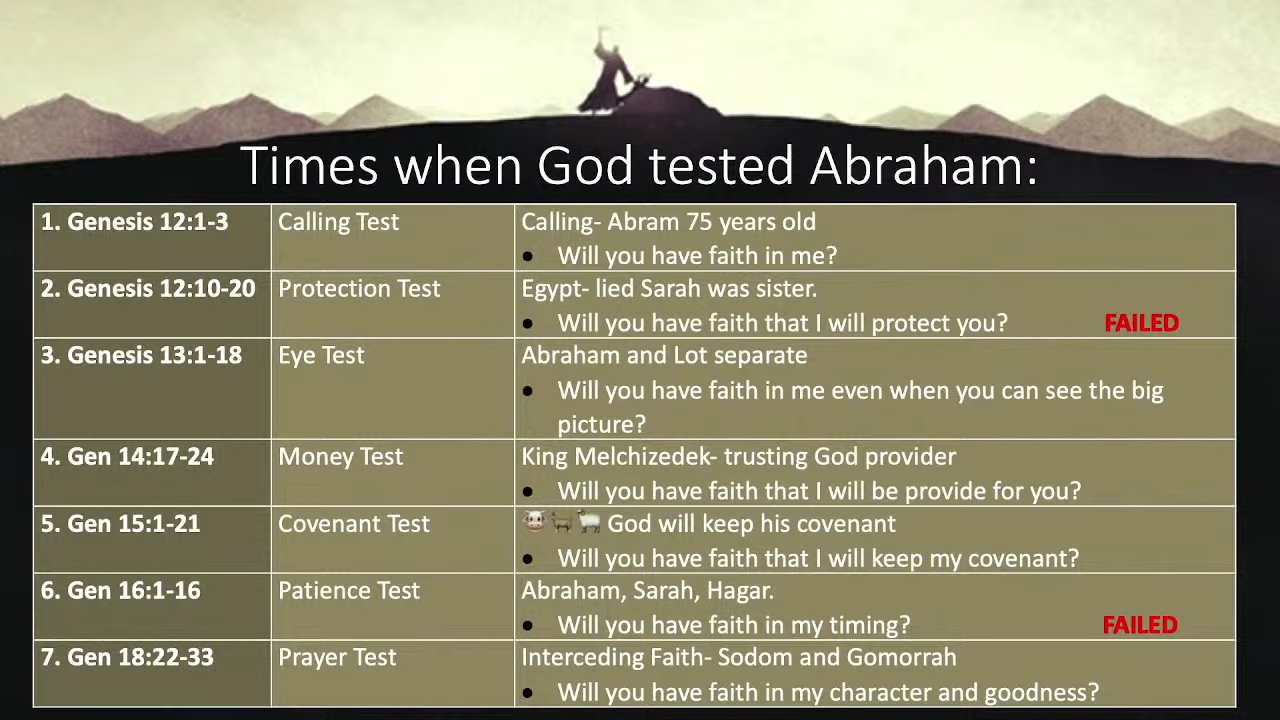 Times when God tested Abraham:
1. Genesis 12:1-3
Calling Test
Calling- Abram 75 years old
• Will you have faith in me?
2. Genesis 12:10-20
Protection Test
Egypt- lied Sarah was sister.
• Will you have faith that I will protect you?
FAILED
3. Genesis 13:1-18
Eye Test
Abraham and Lot separate
• Will you have faith in me even when you can see the big
picture?
4. Gen 14:17-24
Money Test
King Melchizedek- trusting God provider
• Will you have faith that I will be provide for you?
5. Gen 15:1-21
Covenant Test
🐮🐐🐑 God will keep his covenant
• Will you have faith that I will keep my covenant?
6. Gen 16:1-16
Patience Test
Abraham, Sarah, Hagar.
• Will you have faith in my timing?
FAILED
7. Gen 18:22-33
Prayer Test
Interceding Faith- Sodom and Gomorrah
• Will you have faith in my character and goodness?